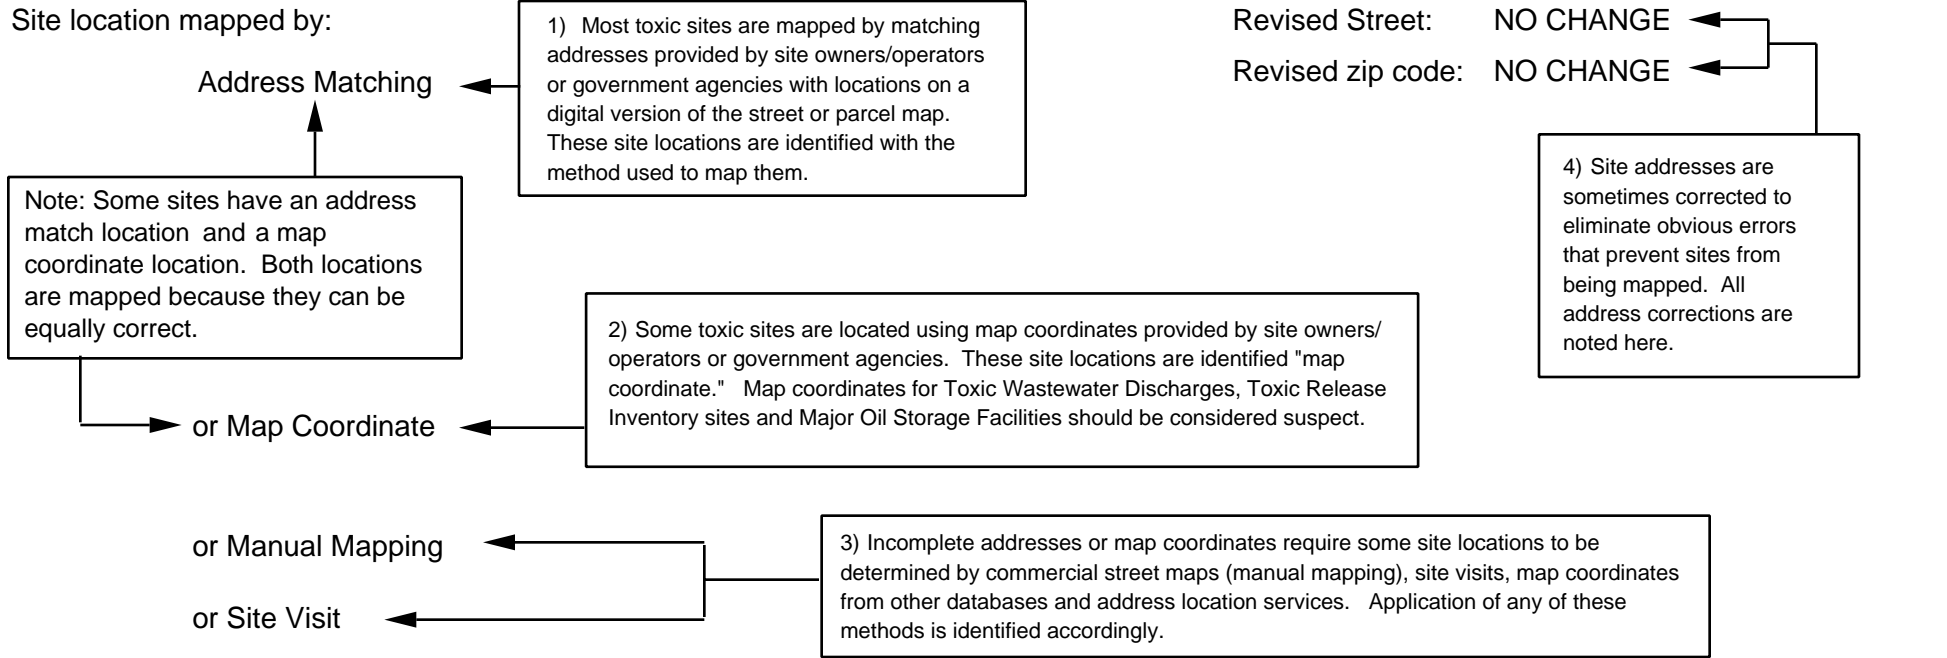 Site location mapped by:
Address Matching
1) Most toxic sites are mapped by matching
addresses provided by site owners/operators
or government agencies with locations on a
digital version of the street or parcel map.
These site locations are identified with the
method used to map them.
Revised Street: NO CHANGE
Revised zip code: NO CHANGE
Note: Some sites have an address
match location and a map
coordinate location. Both locations
are mapped because they can be
equally correct.
4) Site addresses are
sometimes corrected to
eliminate obvious errors
that prevent sites from
being mapped. All
address corrections are
noted here.
or Map Coordinate
2) Some toxic sites are located using map coordinates provided by site owners/
operators or government agencies. These site locations are identified "map
coordinate." Map coordinates for Toxic Wastewater Discharges, Toxic Release
Inventory sites and Major Oil Storage Facilities should be considered suspect.
or Manual Mapping
or Site Visit
3) Incomplete addresses or map coordinates require some site locations to be
determined by commercial street maps (manual mapping), site visits, map coordinates
from other databases and address location services. Application of any of these
methods is identified accordingly.